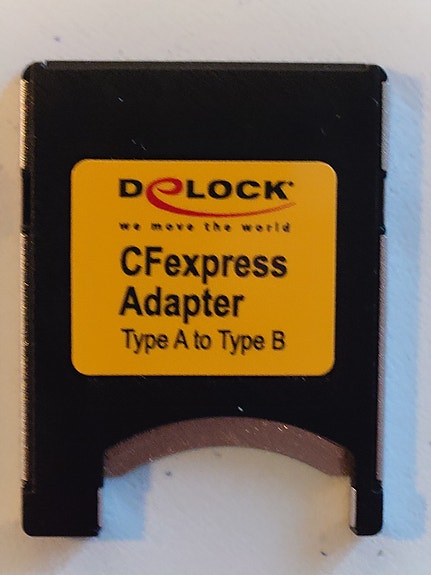 DeLOCK
we move the world
CFexpress
Adapter
Type A to Type B